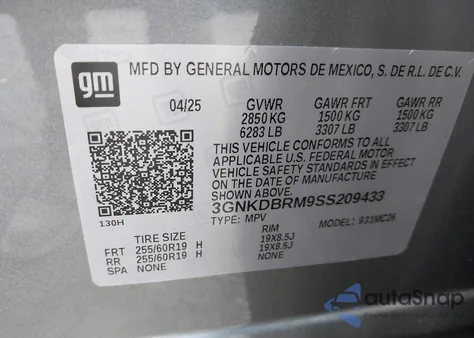 gm
MFD BY GENERAL MOTORS DE MEXICO, S. DE R.L. DE C.V.
04/25 GVWR GAWR FRT GAWR RR
2850 KG 1500 KG 1500 KG
6283 LB 3307 LB 3307 LB
THIS VEHICLE CONFORMS TO ALL
APPLICABLE U.S. FEDERAL MOTOR
VEHICLE SAFETY STANDARDS IN EFFECT
ON THE DATE OF MANUFACTURE SHOWN ABOVE.
3GNKDBRM9SS209433
130H TYPE: MPV MODEL: 931MC26
TIRE SIZE RIM
FRT 255/60R19 H 19X8.5J
RR 255/60R19 H 19X8.5J
SPA NONE NONE
autoSnap